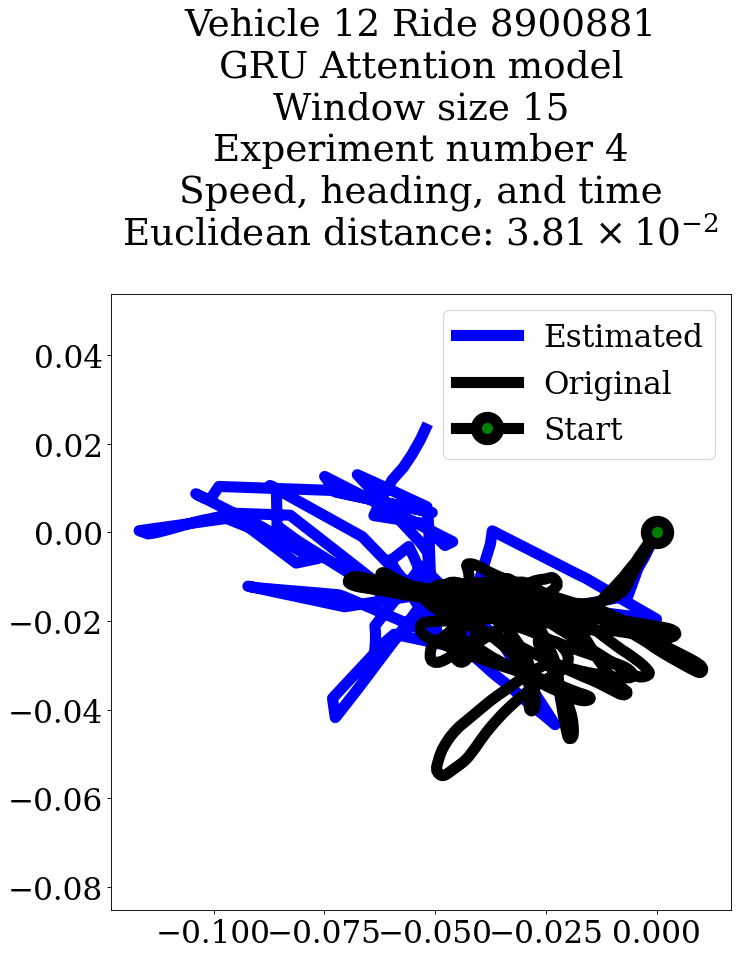 Vehicle 12 Ride 8900881
GRU Attention model
Window size 15
Experiment number 4
Speed, heading, and time
Euclidean distance: 3.81 × 10⁻²
Estimated
Original
Start
0.04
0.02
0.00
−0.02
−0.04
−0.06
−0.08
−0.100 −0.075 −0.050 −0.025 0.000